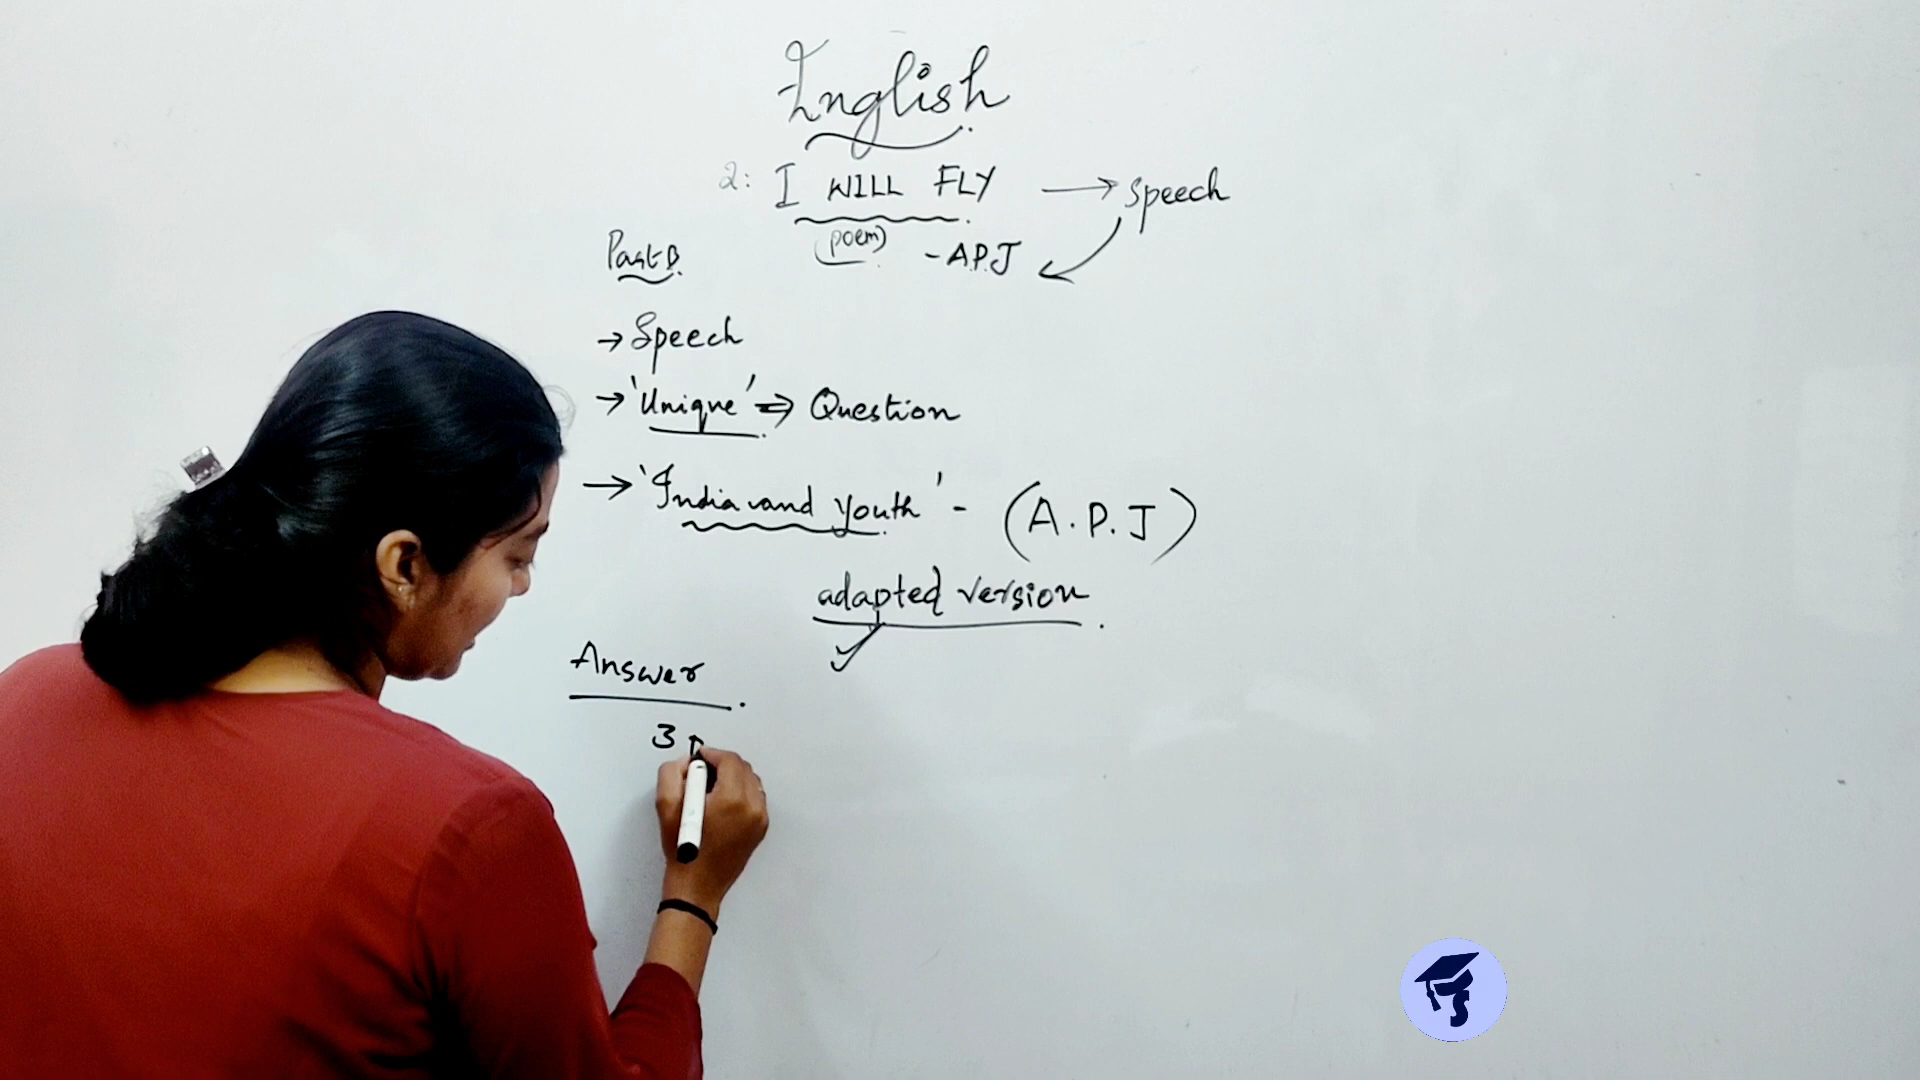 English
2: I WILL FLY → Speech
(poem) - A.P.J
Part B
→ Speech
→ 'Unique' ⇒ Question
→ 'India and Youth' - (A.P.J)
adapted version
Answer
3